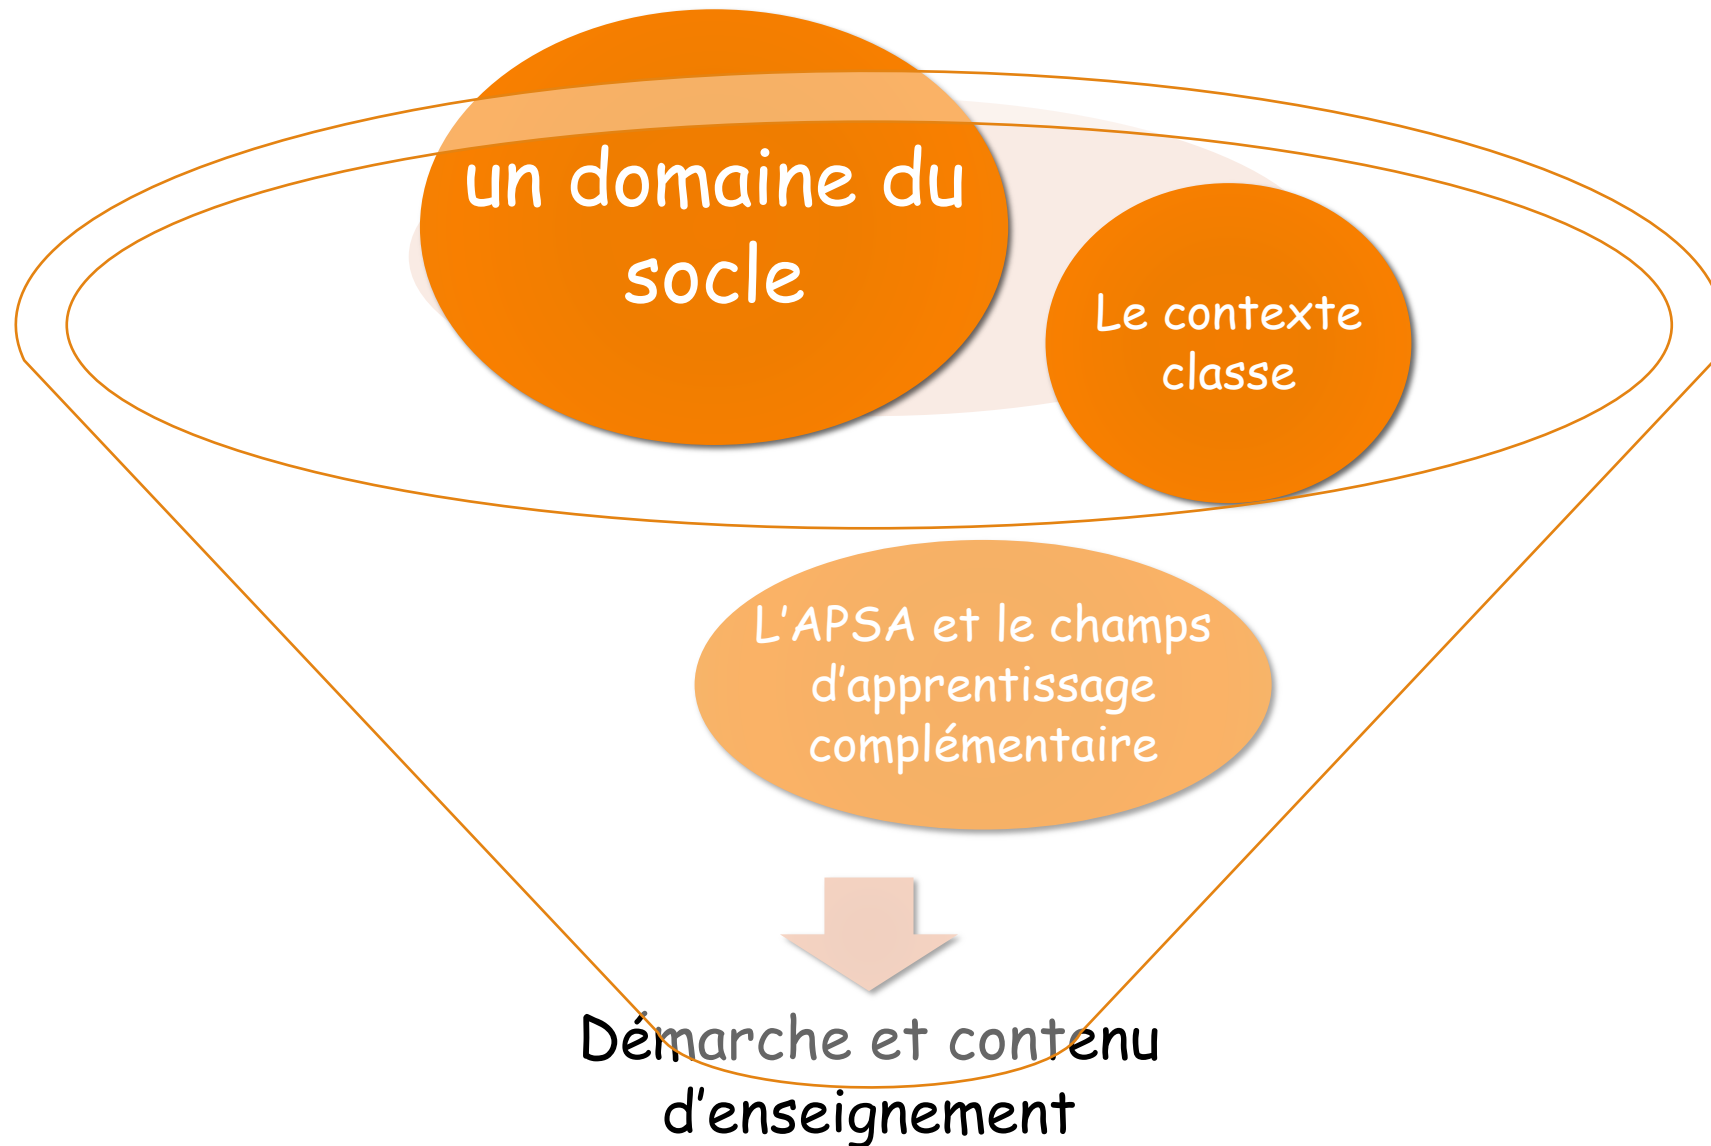 un domaine du
socle
Le contexte
classe
L'APSA et le champs
d'apprentissage
complémentaire
Démarche et contenu
d'enseignement